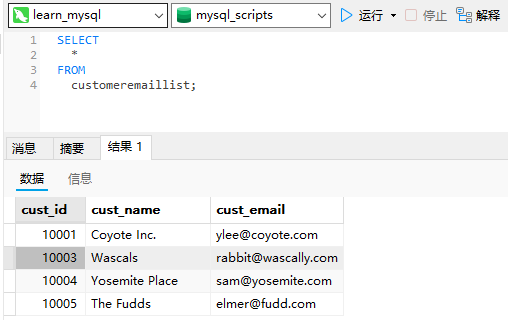 learn_mysql mysql_scripts 运行 停止 解释
1 SELECT
2 *
3 FROM
4 customeremaillist;
消息 摘要 结果 1
数据 信息
cust_id cust_name cust_email
10001 Coyote Inc. ylee@coyote.com
10003 Wascals rabbit@wascally.com
10004 Yosemite Place sam@yosemite.com
10005 The Fudds elmer@fudd.com